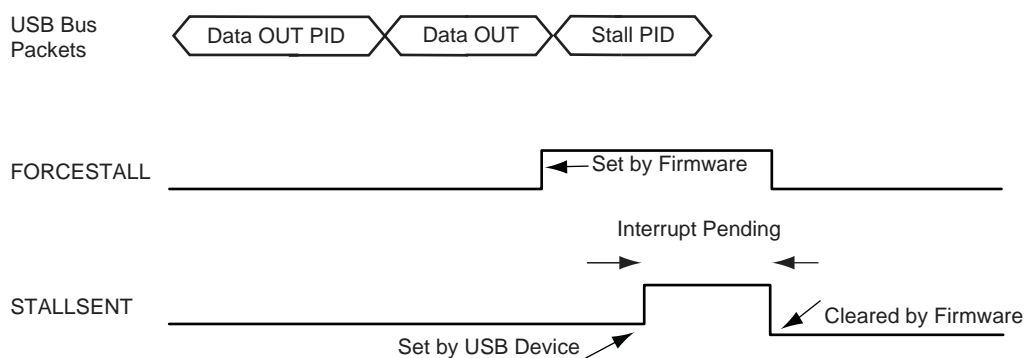 USB Bus
Packets
Data OUT PID
Data OUT
Stall PID
FORCESTALL
Set by Firmware
Interrupt Pending
STALLSENT
Cleared by Firmware
Set by USB Device